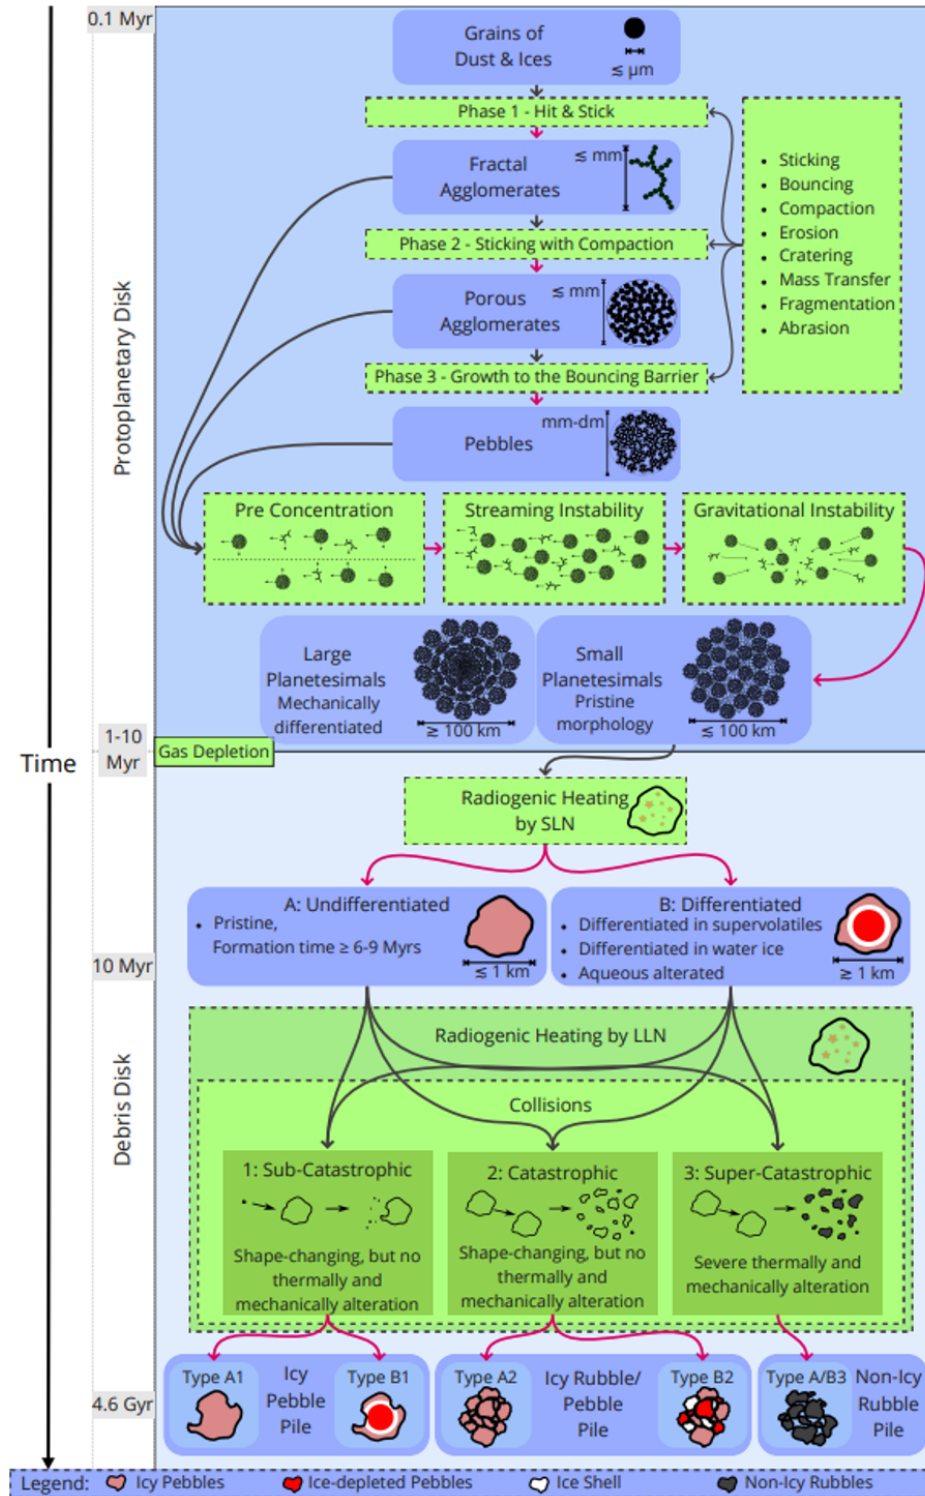 0.1 Myr
Grains of
Dust & Ices
≲ μm
Phase 1 - Hit & Stick
Fractal
Agglomerates
≲ mm
Phase 2 - Sticking with Compaction
Porous
Agglomerates
≲ mm
Phase 3 - Growth to the Bouncing Barrier
Pebbles
mm-dm
• Sticking
• Bouncing
• Compaction
• Erosion
• Cratering
• Mass Transfer
• Fragmentation
• Abrasion
Protoplanetary Disk
Pre Concentration
Streaming Instability
Gravitational Instability
Large
Planetesimals
Mechanically
differentiated
≥ 100 km
Small
Planetesimals
Pristine
morphology
≲ 100 km
1-10
Myr
Gas Depletion
Time
Radiogenic Heating
by SLN
A: Undifferentiated
• Pristine,
Formation time ≥ 6-9 Myrs
≲ 1 km
B: Differentiated
• Differentiated in supervolatiles
• Differentiated in water ice
• Aqueous alterated
≥ 1 km
10 Myr
Debris Disk
Radiogenic Heating by LLN
Collisions
1: Sub-Catastrophic
Shape-changing, but no
thermally and
mechanically alteration
2: Catastrophic
Shape-changing, but no
thermally and
mechanically alteration
3: Super-Catastrophic
Severe thermally and
mechanically alteration
4.6 Gyr
Type A1
Icy
Pebble
Pile
Type B1
Type A2
Icy Rubble/
Pebble
Pile
Type B2
Type A/B3
Non-Icy
Rubble
Pile
Legend:
Icy Pebbles
Ice-depleted Pebbles
Ice Shell
Non-Icy Rubbles